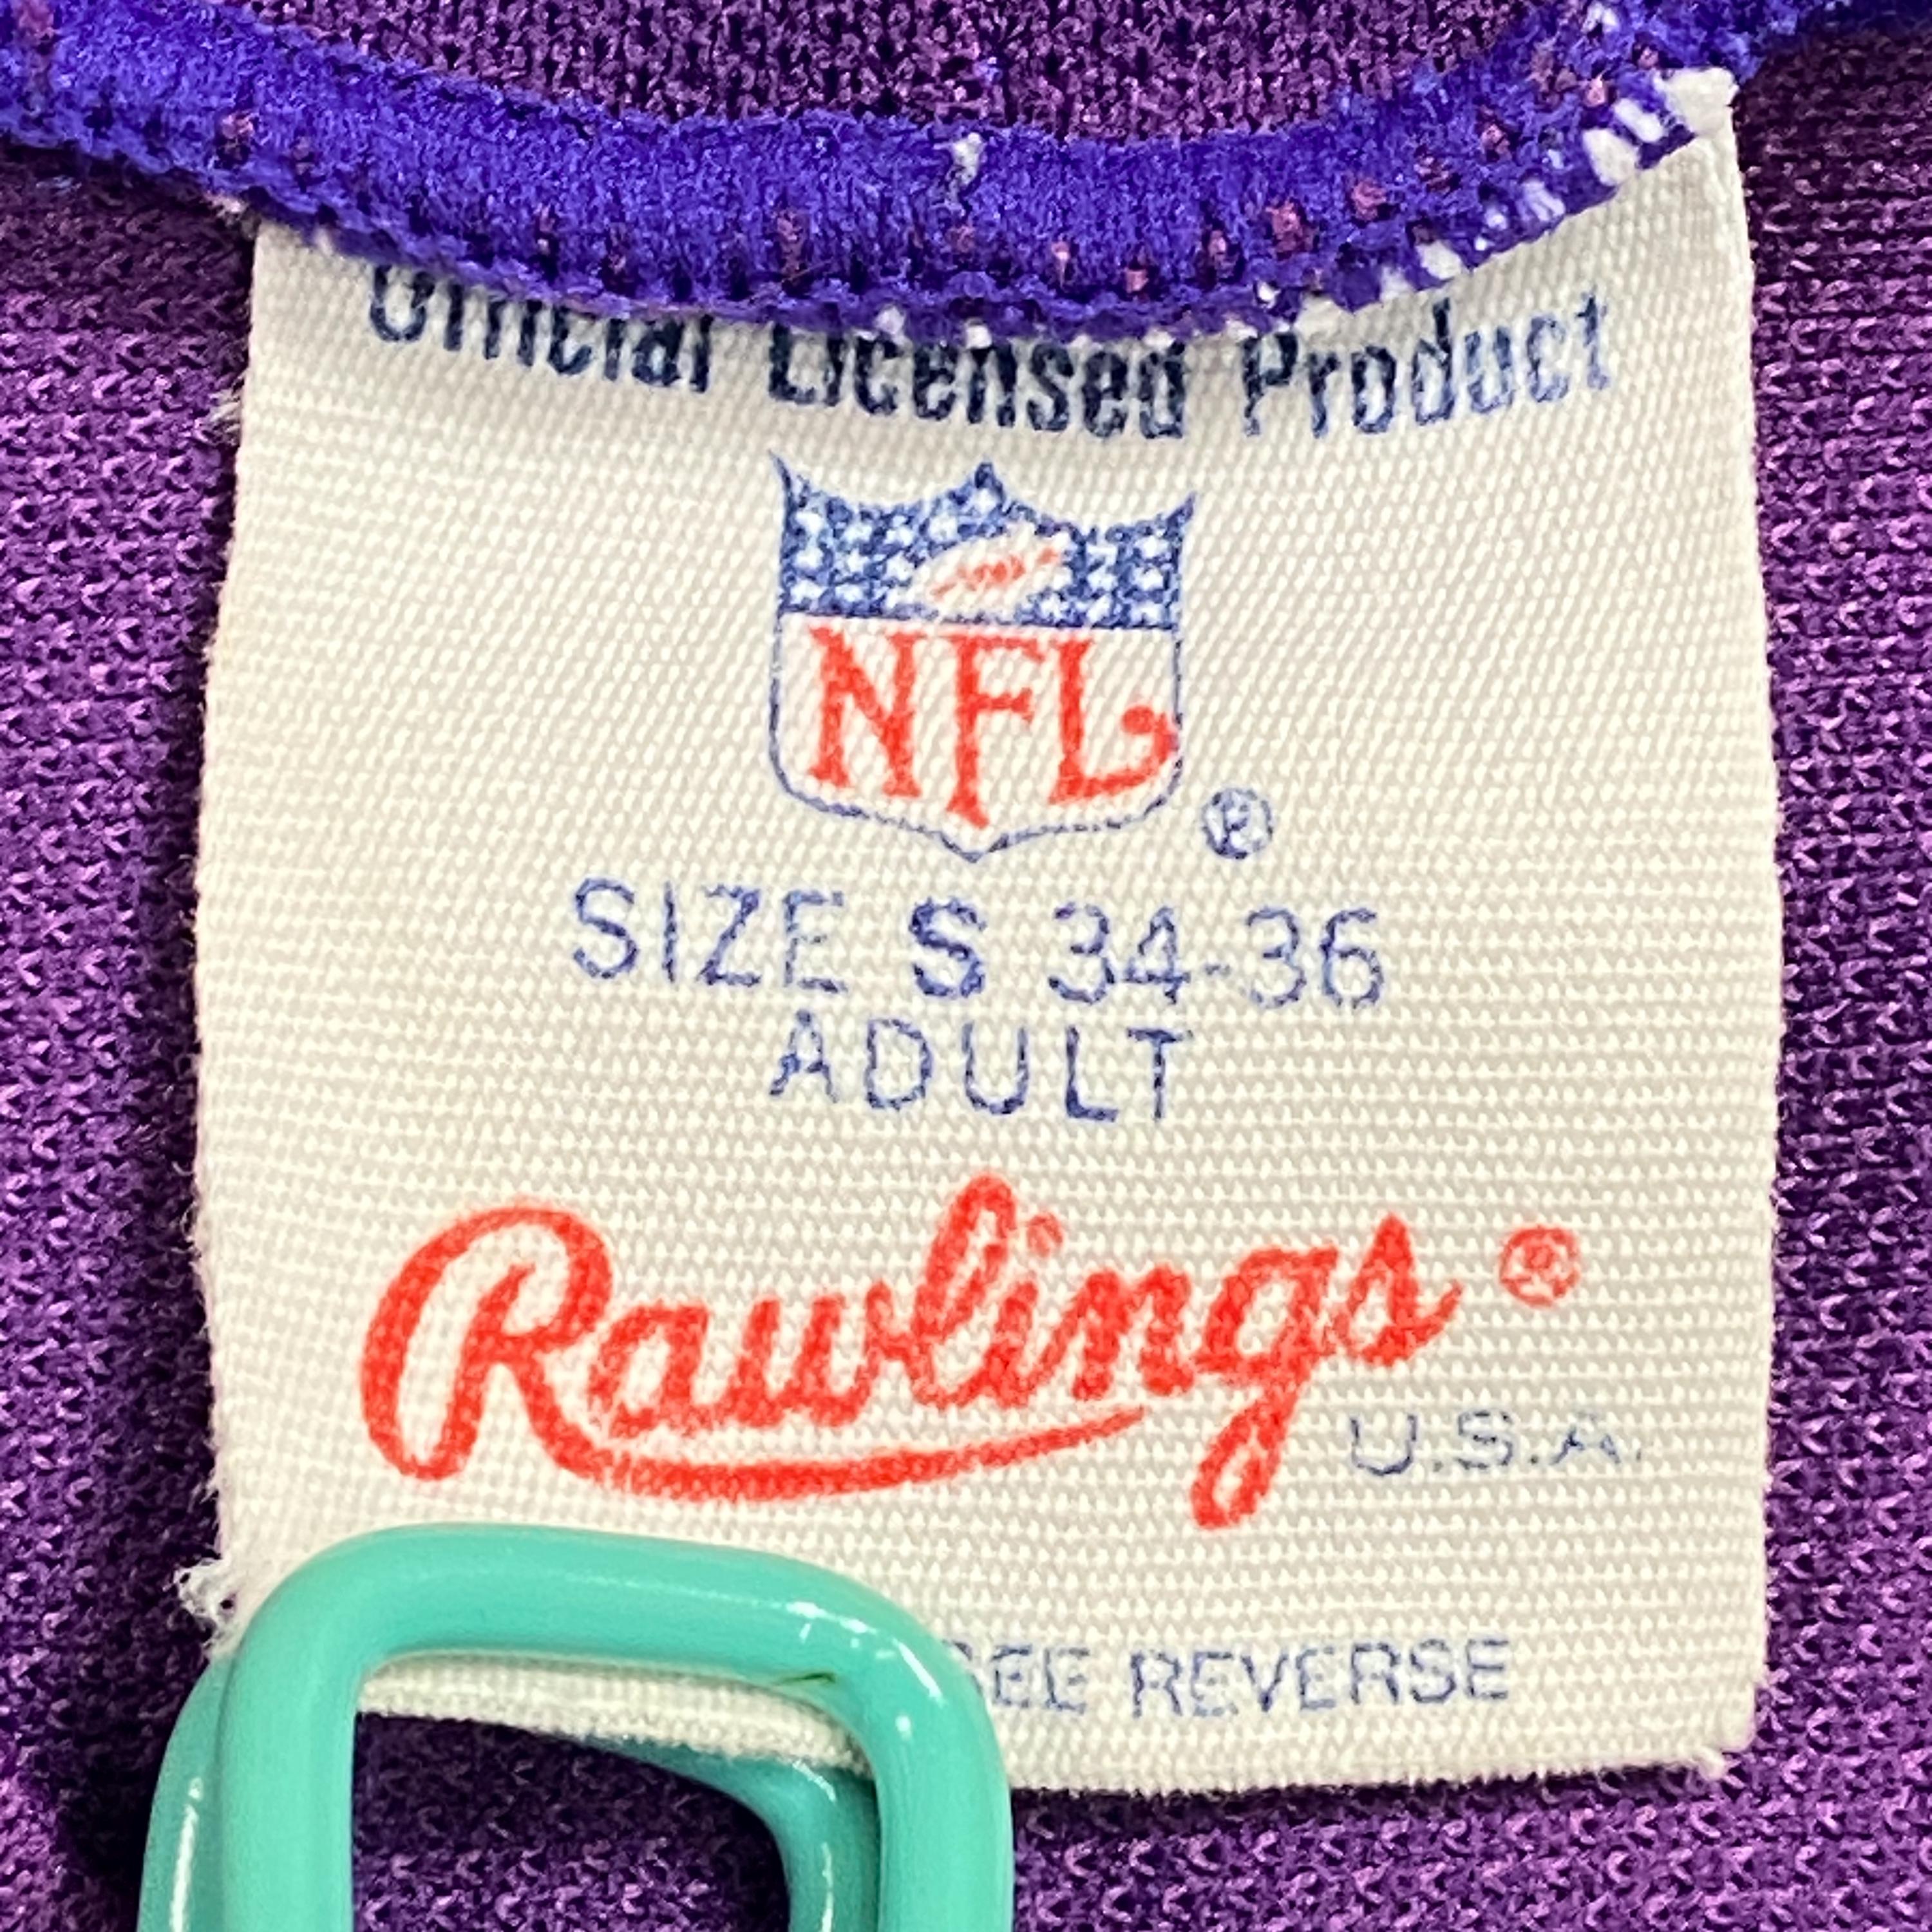 Official Licensed Product
NFL
®
SIZE S 34-36
ADULT
Rawlings ®
U.S.A.
SEE REVERSE